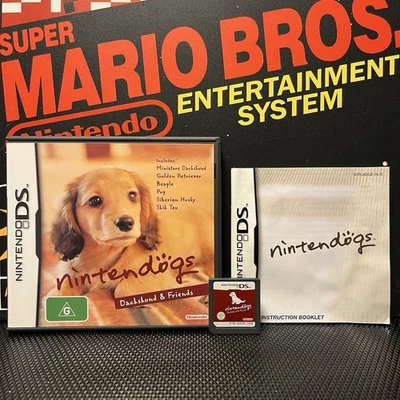 SUPER
MARIO BROS.
Nintendo
ENTERTAINMENT
SYSTEM
NINTENDO DS™
Includes:
Miniature Dachshund
Golden Retriever
Beagle
Pug
Siberian Husky
Shih Tzu
nintendogs
Dachshund & Friends
G
Nintendo
NINTENDO DS
nintendogs
NINTENDO DS
nintendogs
INSTRUCTION BOOKLET